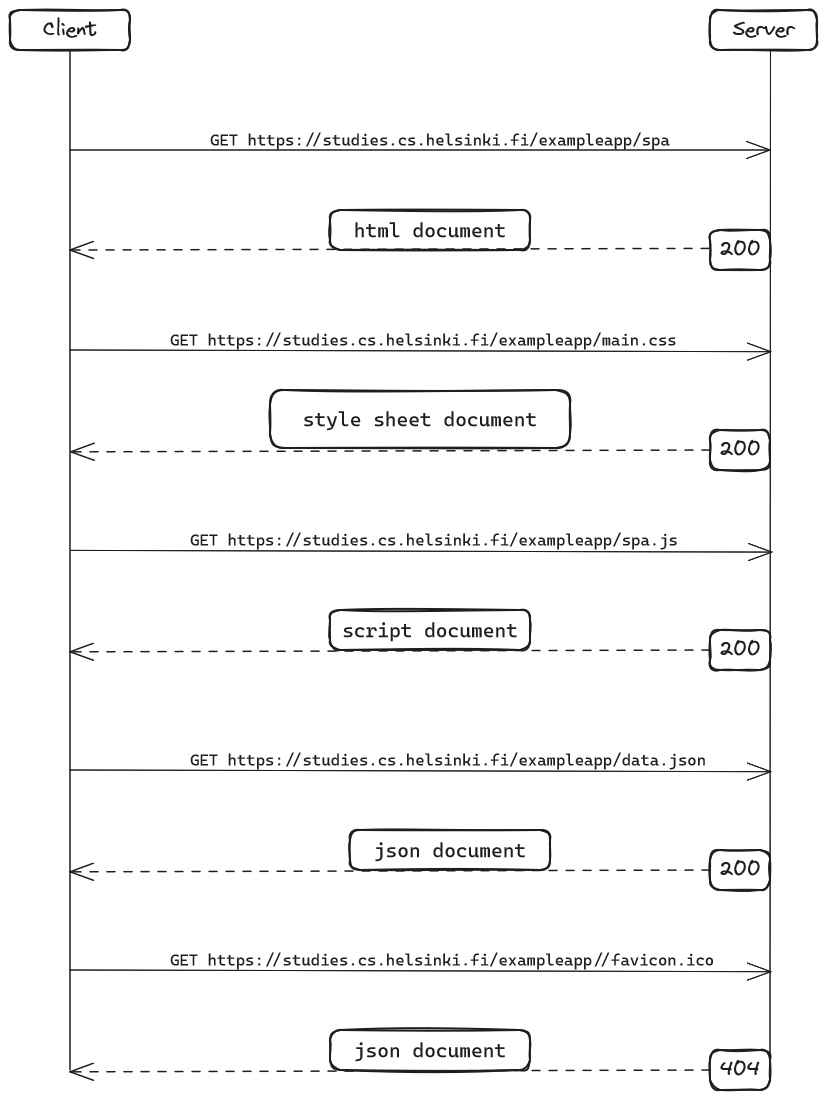 Client
Server
GET https://studies.cs.helsinki.fi/exampleapp/spa
html document
200
GET https://studies.cs.helsinki.fi/exampleapp/main.css
style sheet document
200
GET https://studies.cs.helsinki.fi/exampleapp/spa.js
script document
200
GET https://studies.cs.helsinki.fi/exampleapp/data.json
json document
200
GET https://studies.cs.helsinki.fi/exampleapp//favicon.ico
json document
404